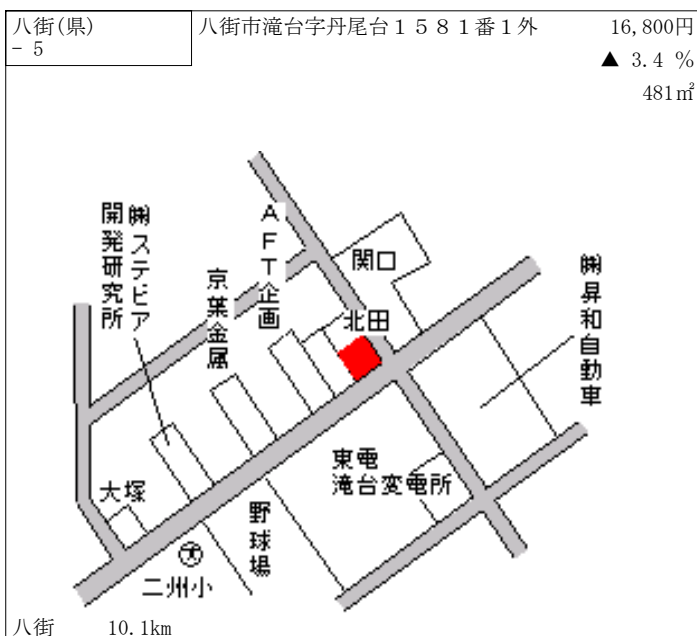 八街(県)
- 5
八街市滝台字丹尾台１５８１番１外
16,800円
▲ 3.4 %
481㎡
㈱ステビア
開発研究所
京葉金属
ＡＦＴ企画
関口
北田
㈱昇和自動車
大塚
野球場
東電
滝台変電所
文
二州小
八街 10.1km